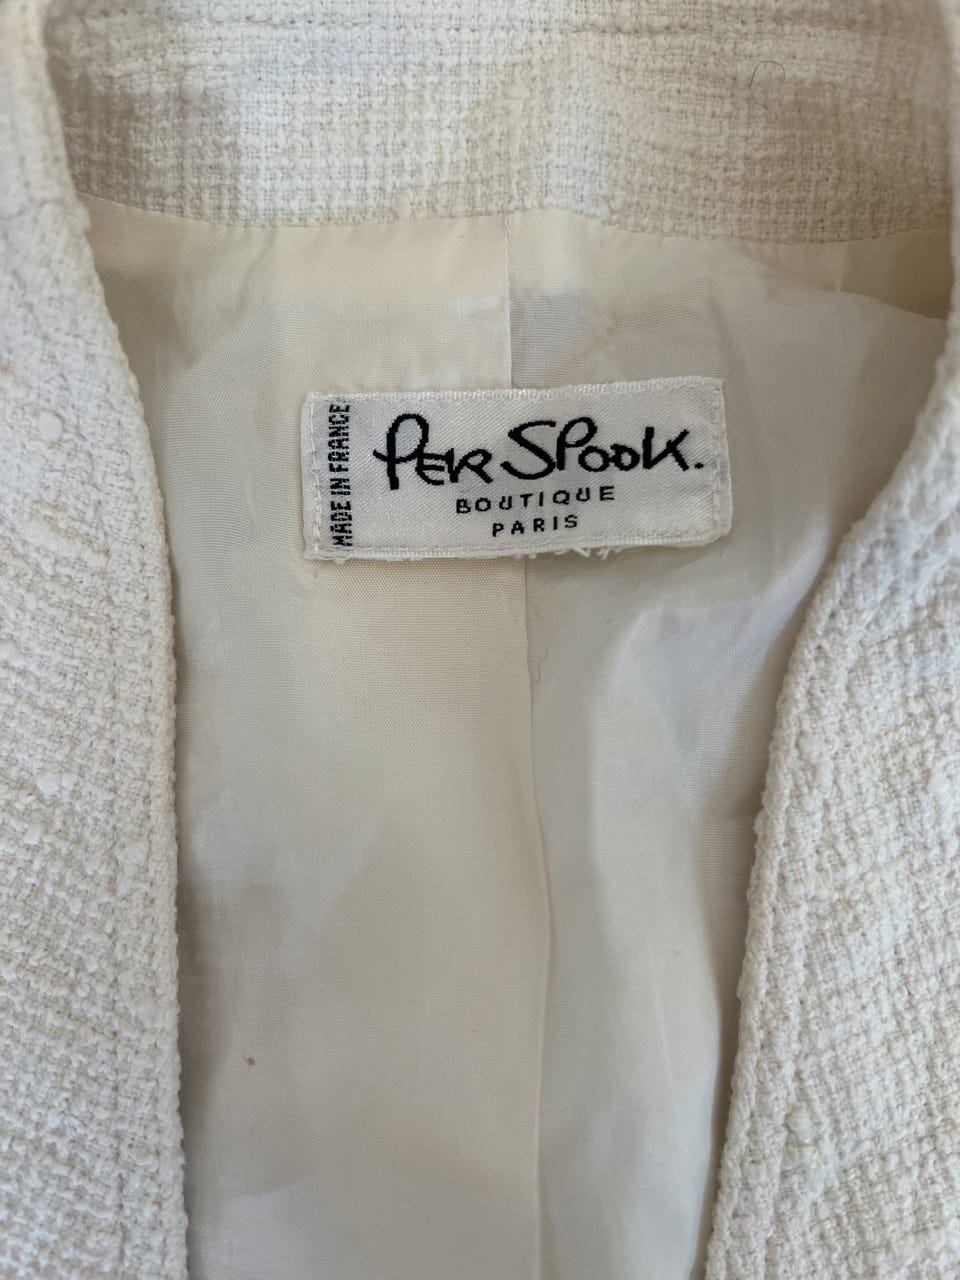 MADE IN FRANCE
PER SPOOK.
BOUTIQUE
PARIS